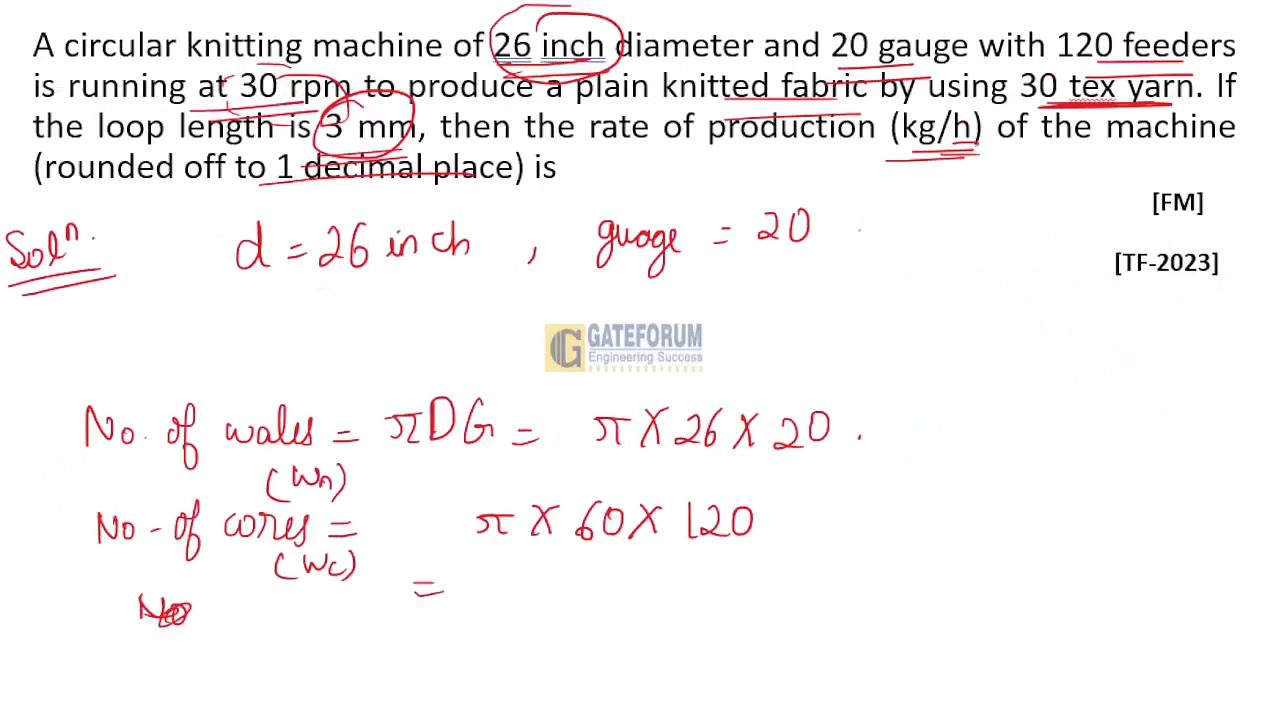 A circular knitting machine of 26 inch diameter and 20 gauge with 120 feeders
is running at 30 rpm to produce a plain knitted fabric by using 30 tex yarn. If
the loop length is 3 mm, then the rate of production (kg/h) of the machine
(rounded off to 1 decimal place) is
[FM]
Solⁿ. d = 26 inch , guage = 20
[TF-2023]
GATEFORUM
Engineering Success
No. of wales = πDG = π X 26 X 20 .
(Wn)
No - of cores = π X 60 X 120
(Wc)
=
No